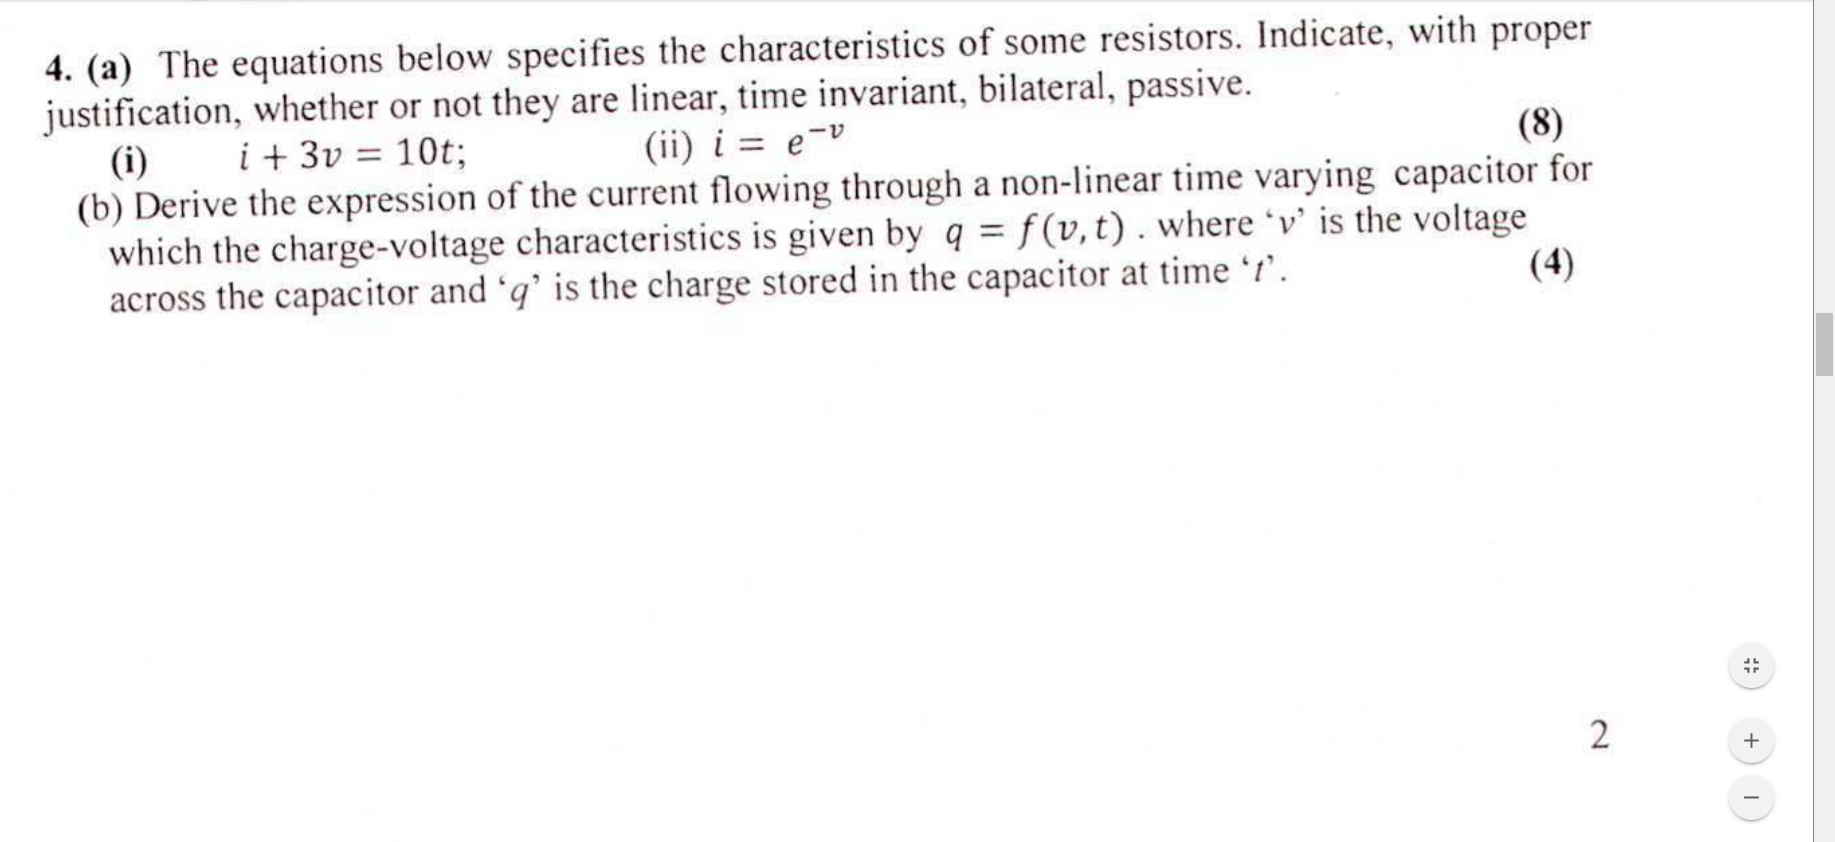 4. (a) The equations below specifies the characteristics of some resistors. Indicate, with proper
justification, whether or not they are linear, time invariant, bilateral, passive.
(i) i + 3v = 10t; (ii) i = e^{-v} (8)
(b) Derive the expression of the current flowing through a non-linear time varying capacitor for
which the charge-voltage characteristics is given by q = f(v, t) . where ‘v’ is the voltage
across the capacitor and ‘q’ is the charge stored in the capacitor at time ‘t’. (4)
2